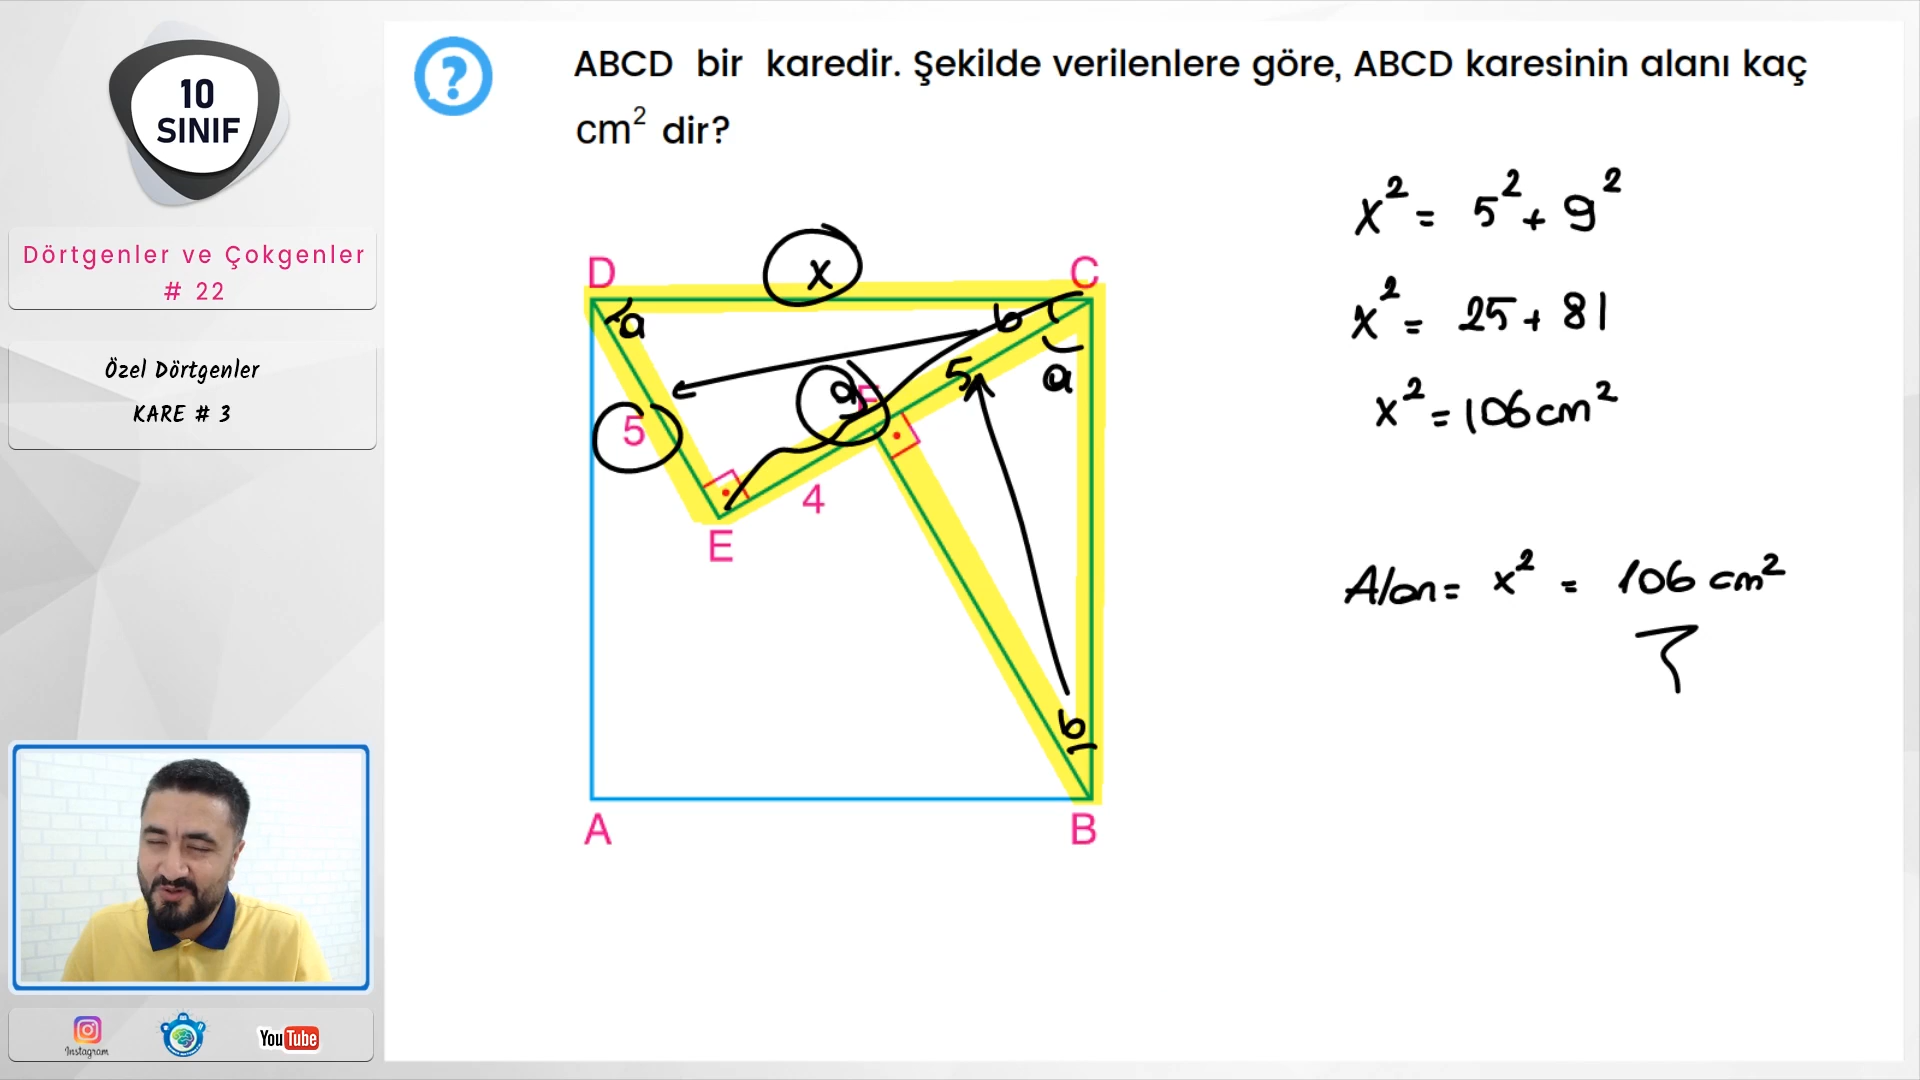 10
SINIF
Dörtgenler ve Çokgenler
# 22
Özel Dörtgenler
KARE # 3
Instagram
YouTube
ABCD bir karedir. Şekilde verilenlere göre, ABCD karesinin alanı kaç
cm² dir?
x
D
C
a
b
5
a
5
9
F
4
E
b
A
B
x² = 5² + 9²
x² = 25 + 81
x² = 106 cm²
Alan = x² = 106 cm²